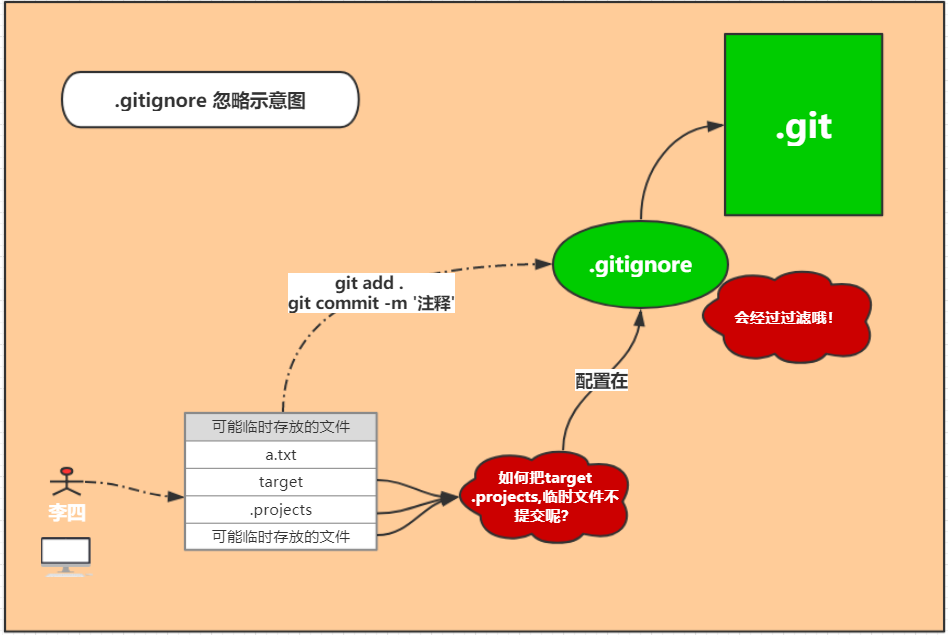 .gitignore 忽略示意图
.git
.gitignore
git add .
git commit -m '注释'
会经过过滤哦！
配置在
可能临时存放的文件
a.txt
target
.projects
可能临时存放的文件
如何把target
.projects,临时文件不
提交呢？
李四